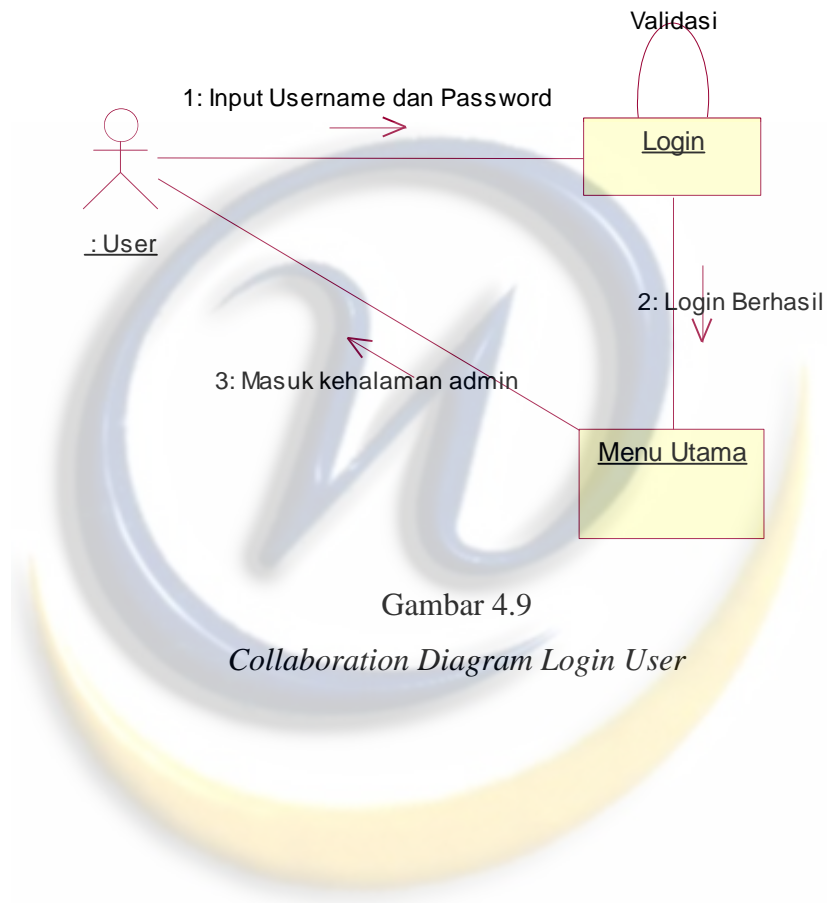 Validasi
1: Input Username dan Password
Login
: User
2: Login Berhasil
3: Masuk kehalaman admin
Menu Utama
Gambar 4.9
Collaboration Diagram Login User